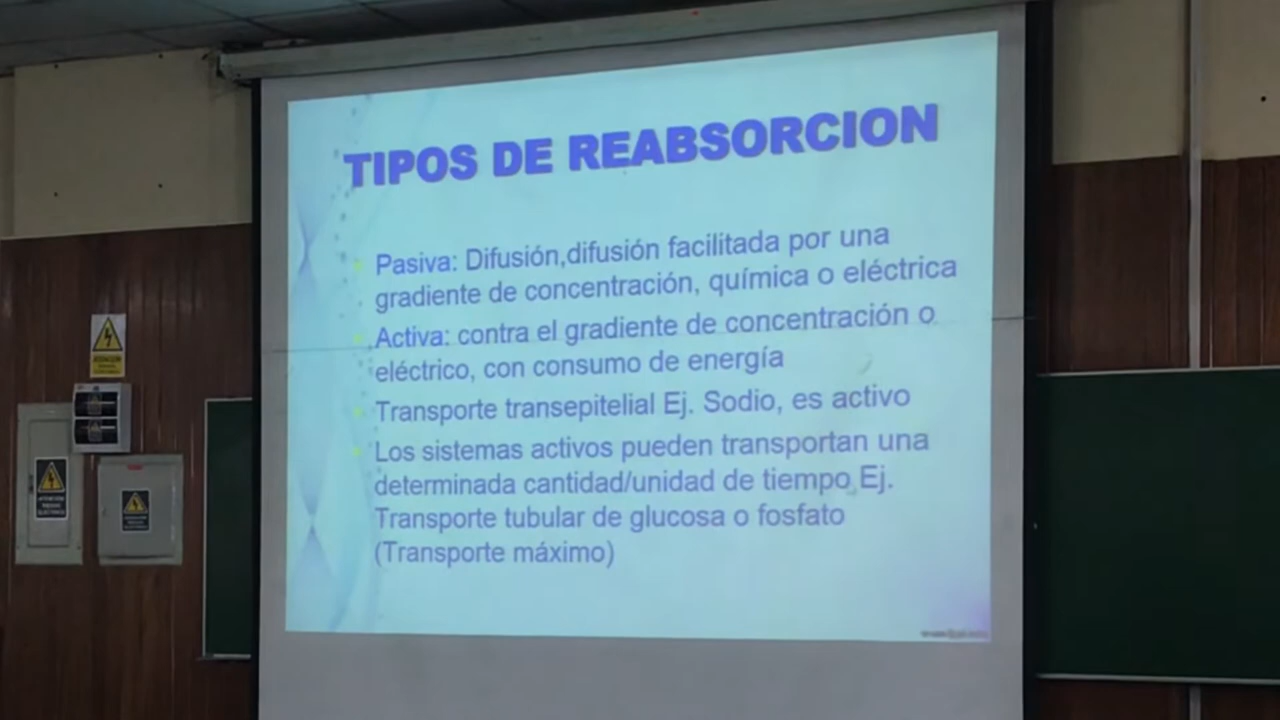 TIPOS DE REABSORCION
Pasiva: Difusión,difusión facilitada por una
gradiente de concentración, química o eléctrica
Activa: contra el gradiente de concentración o
eléctrico, con consumo de energía
Transporte transepitelial Ej. Sodio, es activo
Los sistemas activos pueden transportan una
determinada cantidad/unidad de tiempo Ej.
Transporte tubular de glucosa o fosfato
(Transporte máximo)